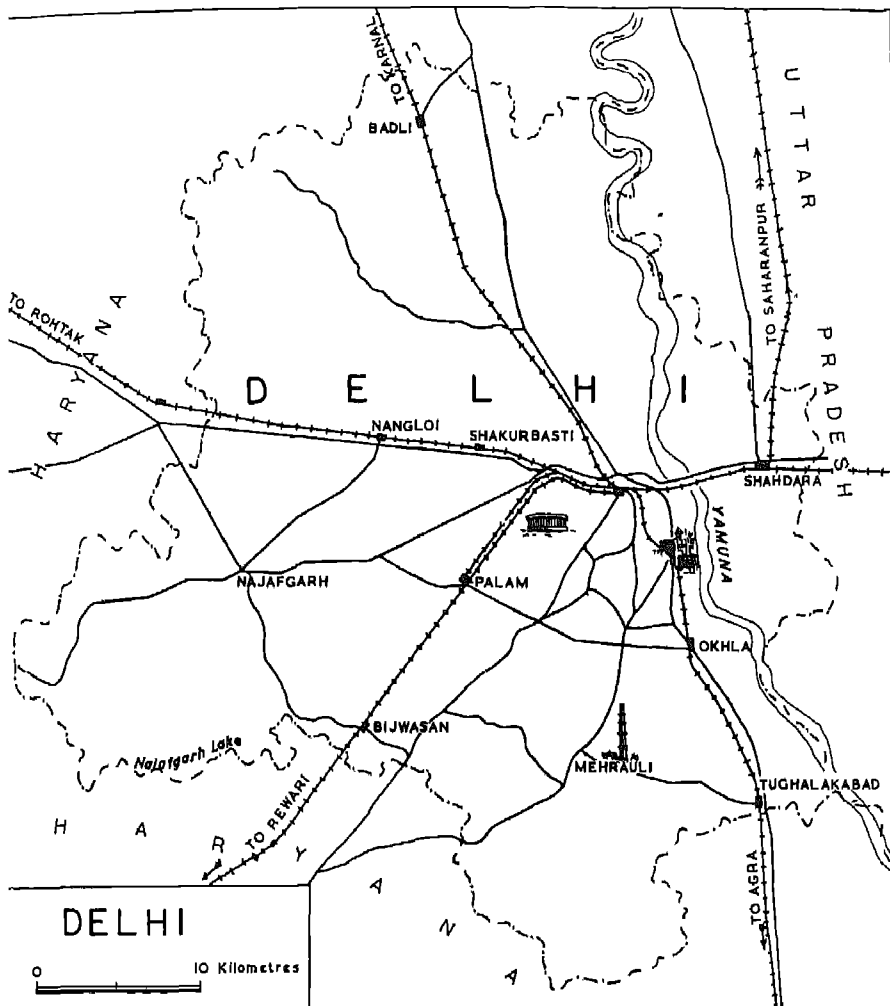 TO KARNAL
BADLI
UTTAR
TO SAHARANPUR
PRADESH
TO ROHTAK
HARYANA
DELHI
NANGLOI
SHAKURBASTI
SHAHDARA
YAMUNA
NAJAFGARH
PALAM
OKHLA
BIJWASAN
Najafgarh Lake
MEHRAULI
TUGHALAKABAD
TO REWARI
HARYANA
TO AGRA
DELHI
0 10 Kilometres